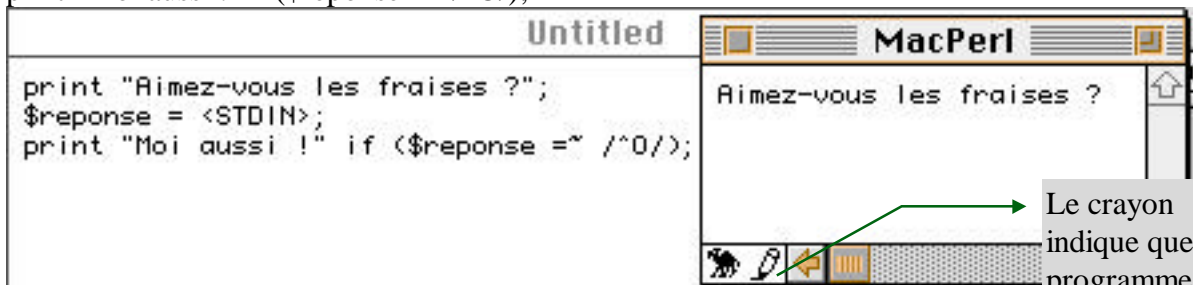 Untitled
print "Aimez-vous les fraises ?";
$reponse = <STDIN>;
print "Moi aussi !" if ($reponse =~ /^O/);
MacPerl
Aimez-vous les fraises ?
Le crayon
indique que
programme